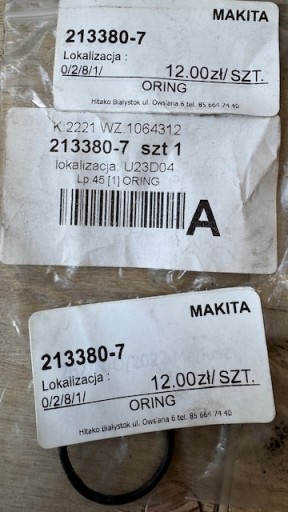 MAKITA
213380-7
Lokalizacja :
0/2/8/1/ 12.00zł/SZT.
ORING
Hitako Białystok ul. Owsiana 6 tel. 85 664 74 40
K:2221 WZ:1064312
213380-7 szt 1
lokalizacja: U23D04
Lp.45 [1] ORING
A
MAKITA
213380-7
Lokalizacja :
0/2/8/1/ 12.00zł/SZT.
ORING
Hitako Białystok ul. Owsiana 6 tel. 85 664 74 40